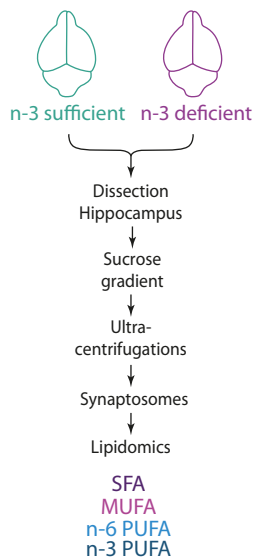 n-3 sufficient n-3 deficient
Dissection
Hippocampus
Sucrose
gradient
Ultra-
centrifugations
Synaptosomes
Lipidomics
SFA
MUFA
n-6 PUFA
n-3 PUFA